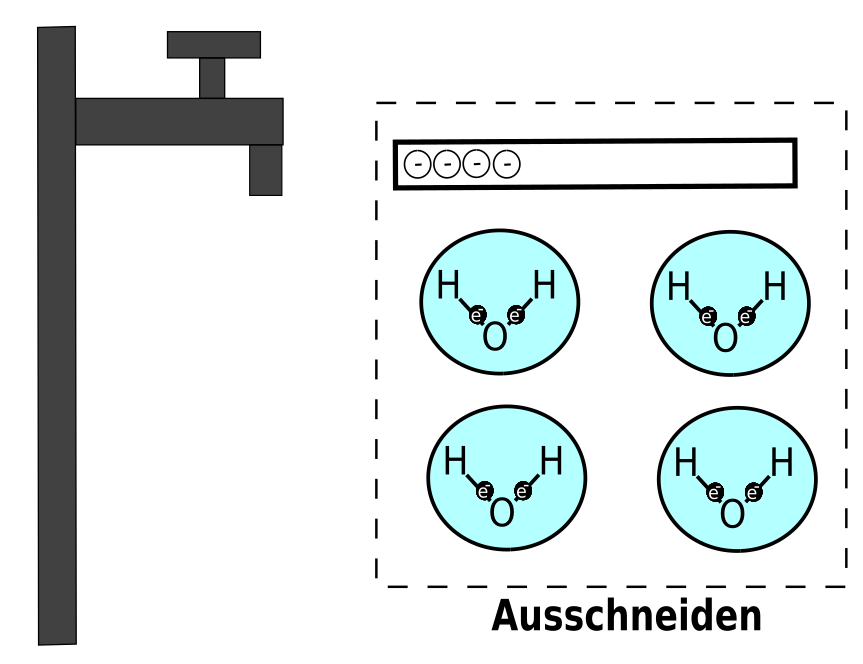 - - - -
H H H H
e⁻ e⁻ e⁻ e⁻
O O
H H H H
e⁻ e⁻ e⁻ e⁻
O O
Ausschneiden